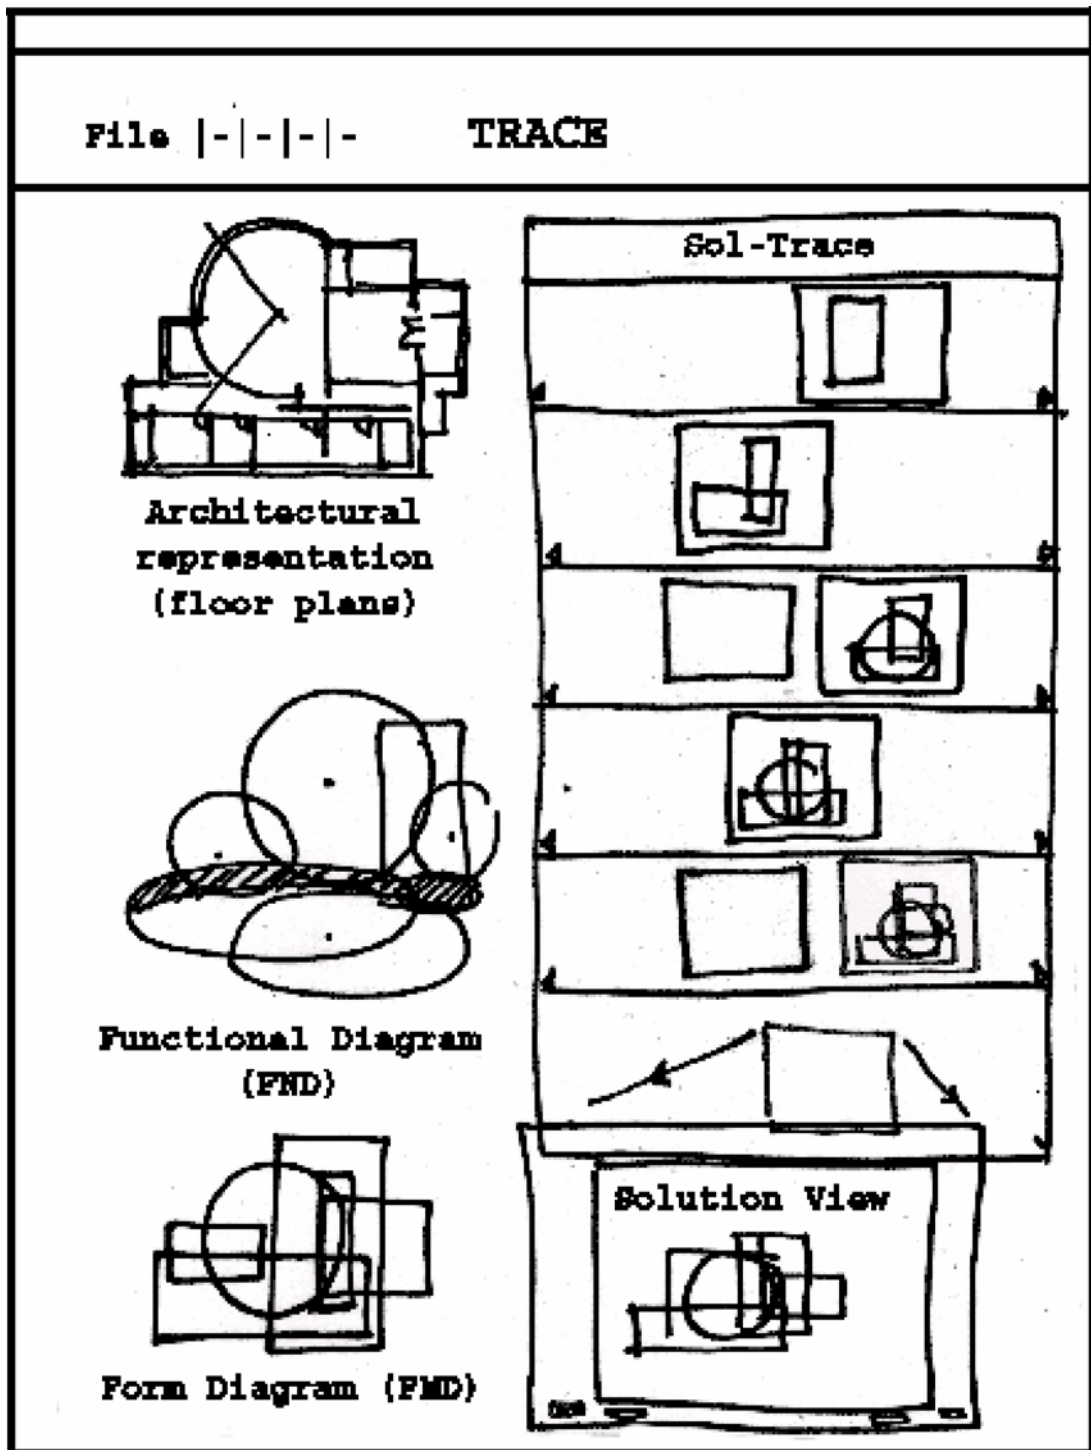 File |-|-|-|- TRACE
Sol-Trace
Architectural
representation
(floor plans)
Functional Diagram
(FND)
Solution View
Form Diagram (FMD)